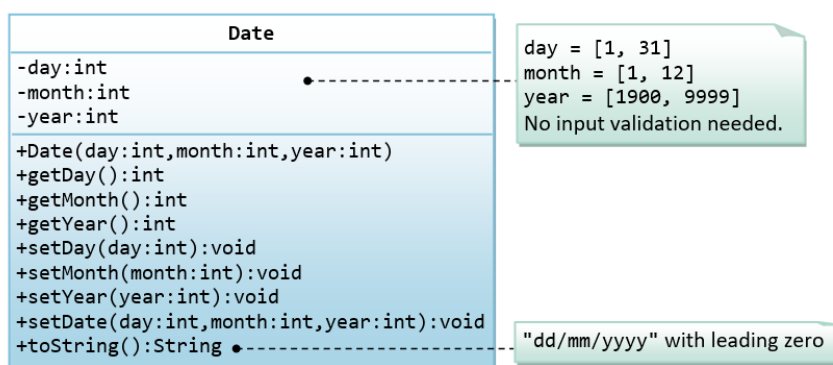 Date
-day:int
-month:int
-year:int
+Date(day:int,month:int,year:int)
+getDay():int
+getMonth():int
+getYear():int
+setDay(day:int):void
+setMonth(month:int):void
+setYear(year:int):void
+setDate(day:int,month:int,year:int):void
+toString():String
day = [1, 31]
month = [1, 12]
year = [1900, 9999]
No input validation needed.
"dd/mm/yyyy" with leading zero